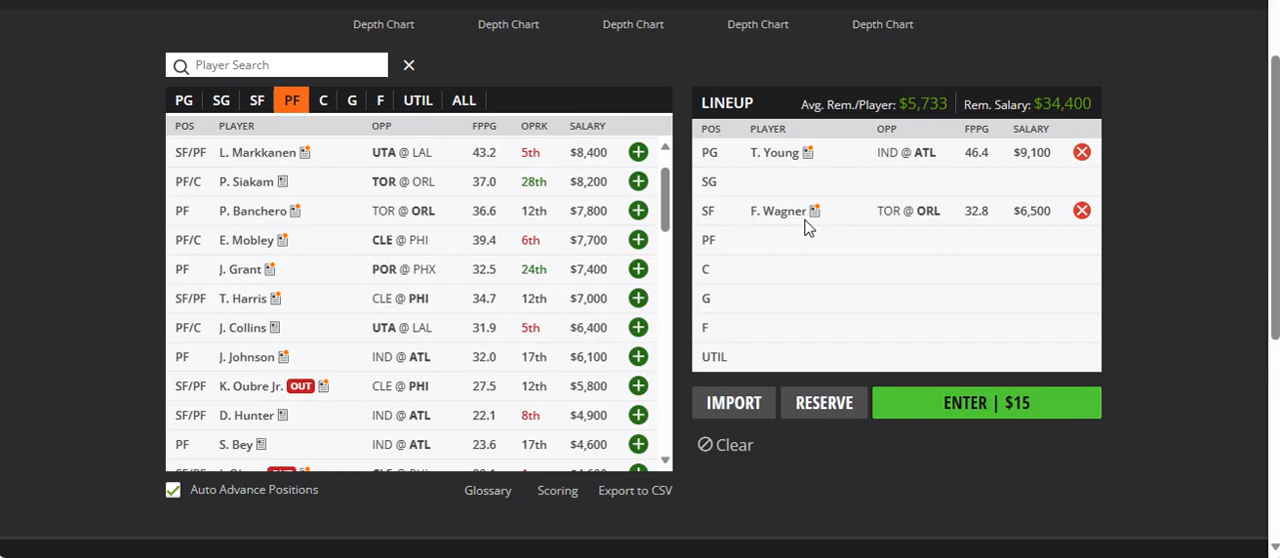 Depth Chart Depth Chart Depth Chart Depth Chart Depth Chart
Player Search
PG SG SF PF C G F UTIL ALL
POS PLAYER OPP FPPG OPRK SALARY
SF/PF L. Markkanen UTA @ LAL 43.2 5th $8,400
PF/C P. Siakam TOR @ ORL 37.0 28th $8,200
PF P. Banchero TOR @ ORL 36.6 12th $7,800
PF/C E. Mobley CLE @ PHI 39.4 6th $7,700
PF J. Grant POR @ PHX 32.5 24th $7,400
SF/PF T. Harris CLE @ PHI 34.7 12th $7,000
PF/C J. Collins UTA @ LAL 31.9 5th $6,400
PF J. Johnson IND @ ATL 32.0 17th $6,100
SF/PF K. Oubre Jr. OUT CLE @ PHI 27.5 12th $5,800
SF/PF D. Hunter IND @ ATL 22.1 8th $4,900
PF S. Bey IND @ ATL 23.6 17th $4,600
Auto Advance Positions Glossary Scoring Export to CSV
LINEUP Avg. Rem./Player: $5,733 Rem. Salary: $34,400
POS PLAYER OPP FPPG SALARY
PG T. Young IND @ ATL 46.4 $9,100
SG
SF F. Wagner TOR @ ORL 32.8 $6,500
PF
C
G
F
UTIL
IMPORT RESERVE ENTER | $15
Clear